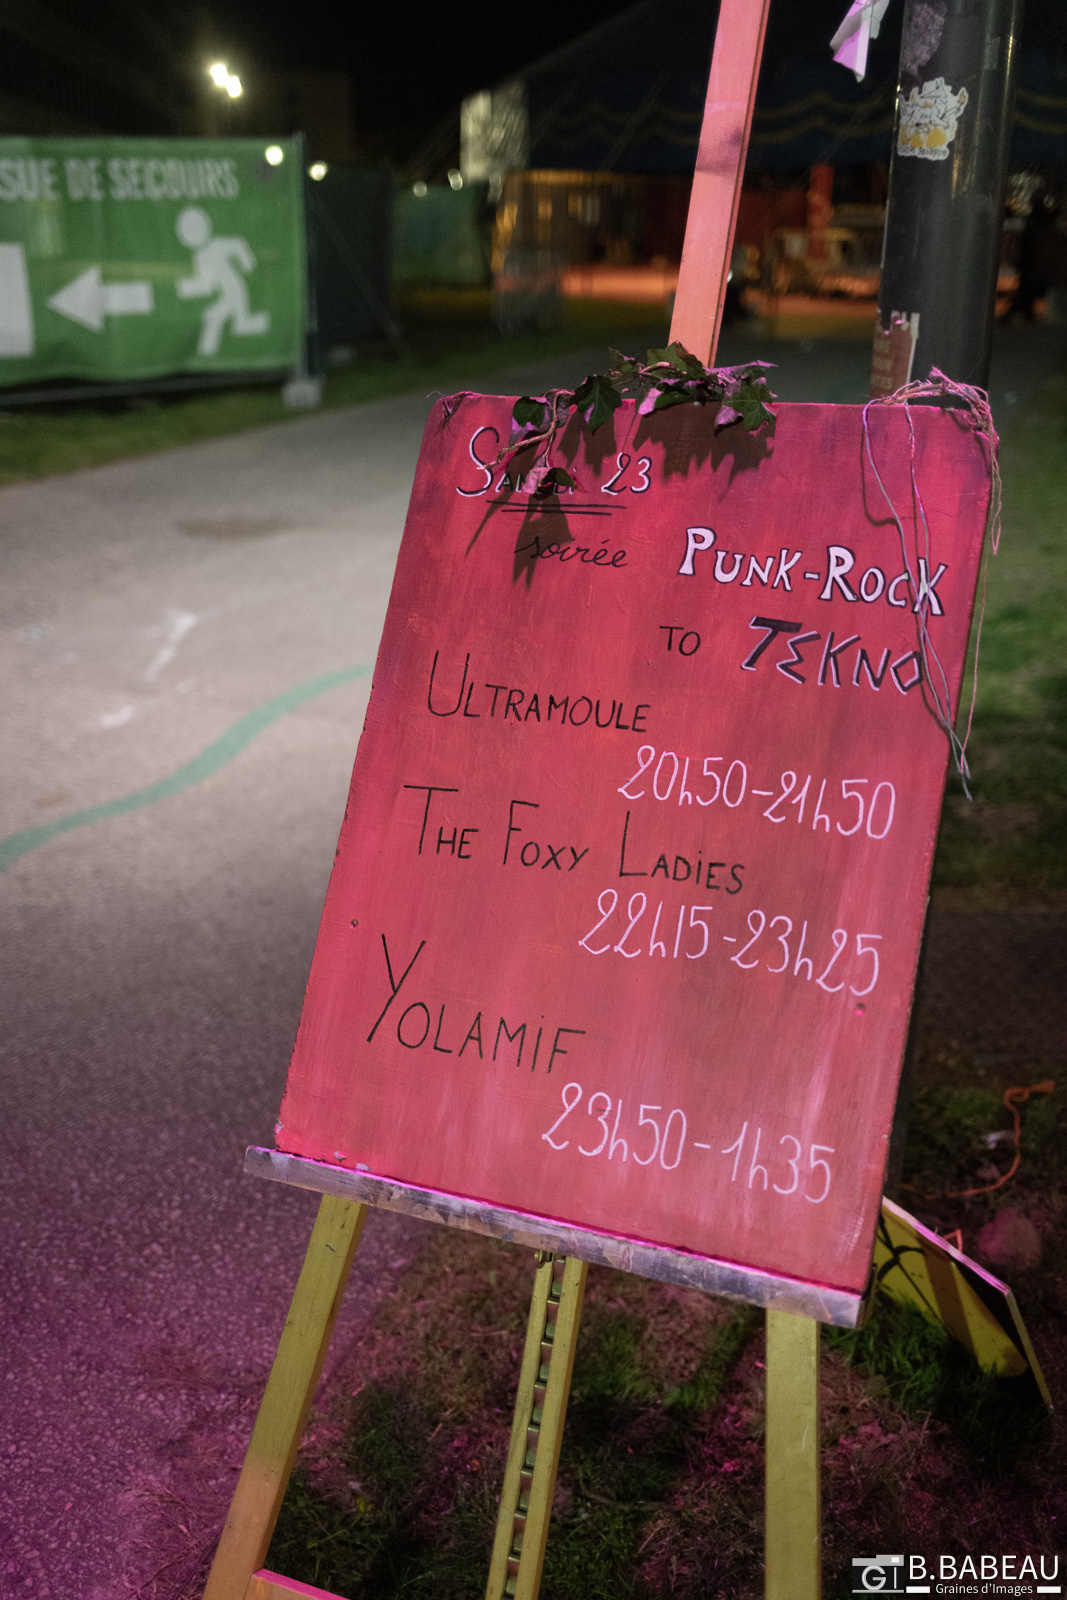 SUE DE SECOURS
Samedi 23
soirée PUNK-ROCK
TO TEKNO
ULTRAMOULE
20h50-21h50
THE FOXY LADiES
22h15-23h25
YOLAMiF
23h50-1h35
B.BABEAU
Graines d'Images